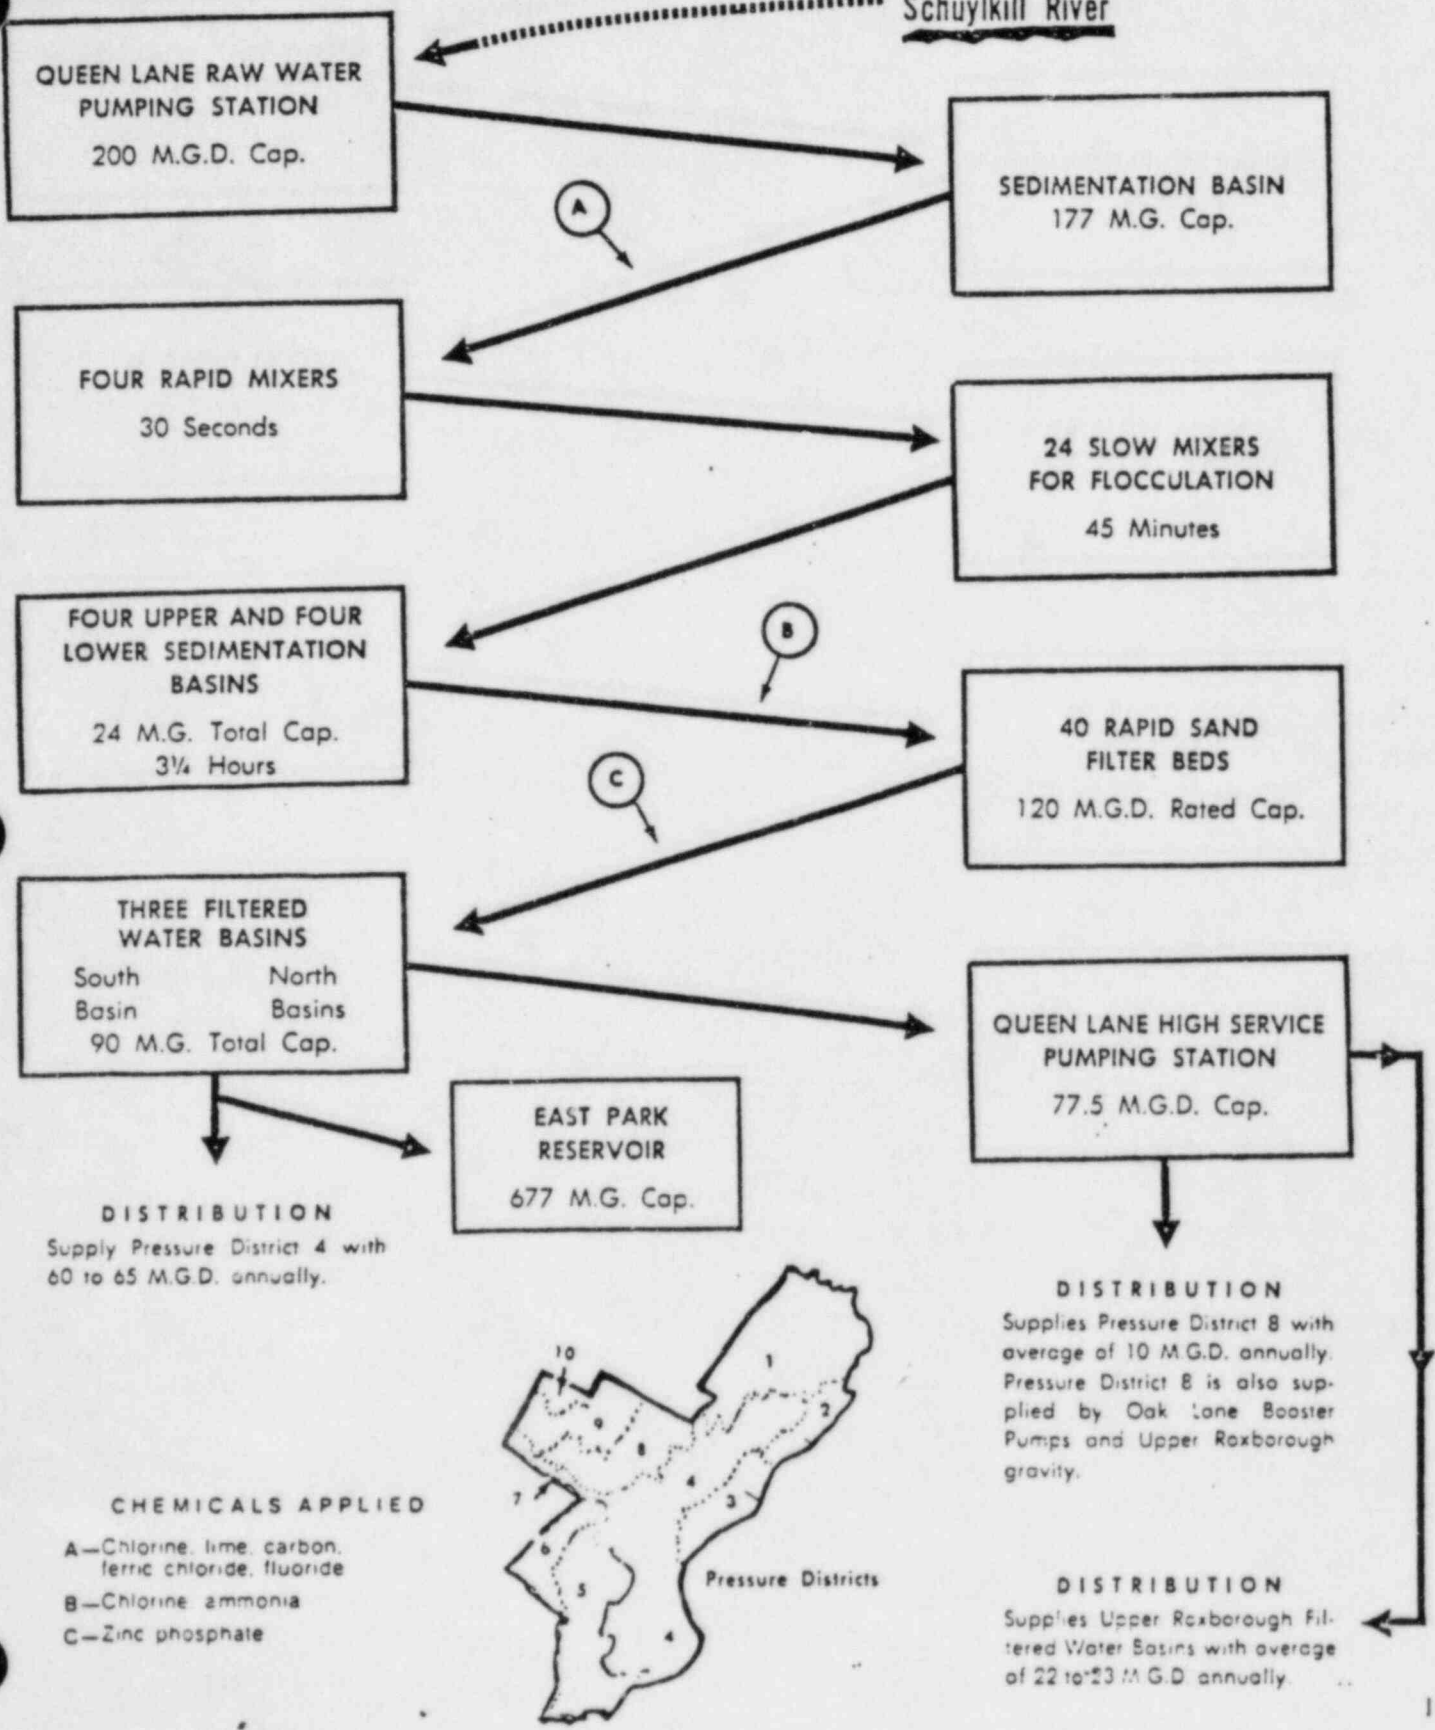 Schuylkill River
QUEEN LANE RAW WATER
PUMPING STATION
200 M.G.D. Cap.
SEDIMENTATION BASIN
177 M.G. Cap.
A
FOUR RAPID MIXERS
30 Seconds
24 SLOW MIXERS
FOR FLOCCULATION
45 Minutes
FOUR UPPER AND FOUR
LOWER SEDIMENTATION
BASINS
24 M.G. Total Cap.
3¼ Hours
B
40 RAPID SAND
FILTER BEDS
120 M.G.D. Rated Cap.
C
THREE FILTERED
WATER BASINS
South North
Basin Basins
90 M.G. Total Cap.
QUEEN LANE HIGH SERVICE
PUMPING STATION
77.5 M.G.D. Cap.
EAST PARK
RESERVOIR
677 M.G. Cap.
DISTRIBUTION
Supply Pressure District 4 with
60 to 65 M.G.D. annually.
DISTRIBUTION
Supplies Pressure District 8 with
average of 10 M.G.D. annually.
Pressure District 8 is also sup-
plied by Oak Lane Booster
Pumps and Upper Roxborough
gravity.
10
1
2
9
8
4
3
7
6
5
4
Pressure Districts
CHEMICALS APPLIED
A—Chlorine, lime, carbon,
ferric chloride, fluoride
B—Chlorine ammonia
C—Zinc phosphate
DISTRIBUTION
Supplies Upper Roxborough Fil-
tered Water Basins with average
of 22 to 23 M.G.D annually.